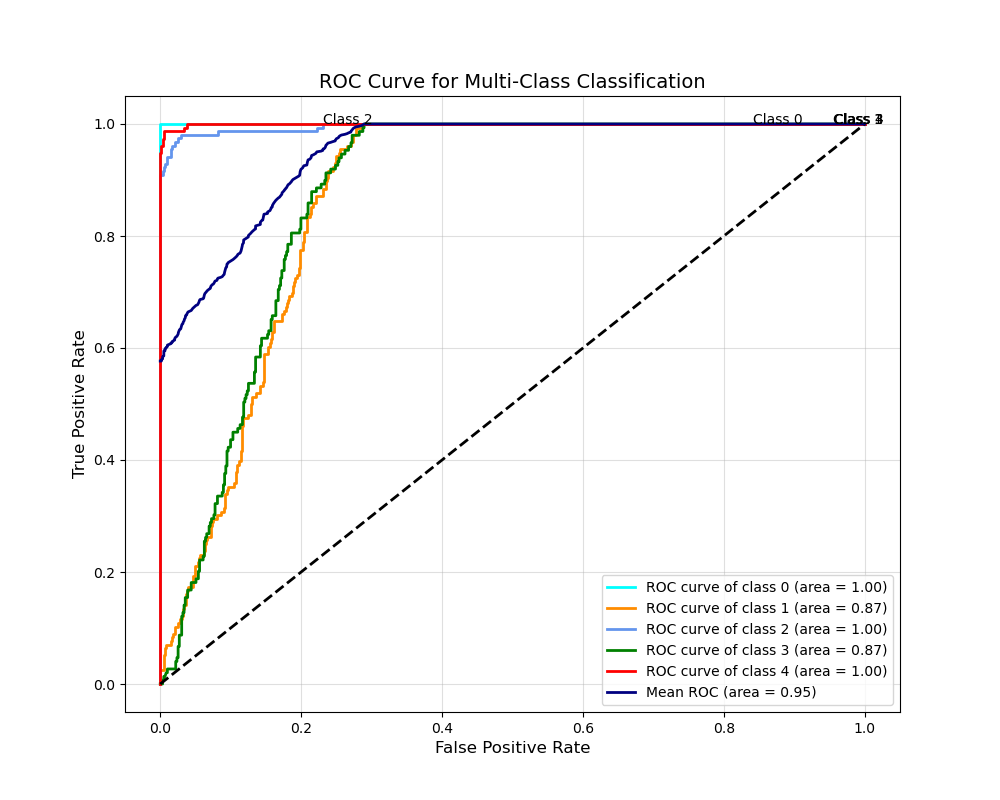 ROC Curve for Multi-Class Classification
Class 2
Class 0
Class
1.0
0.8
0.6
0.4
0.2
0.0
True Positive Rate
ROC curve of class 0 (area = 1.00)
ROC curve of class 1 (area = 0.87)
ROC curve of class 2 (area = 1.00)
ROC curve of class 3 (area = 0.87)
ROC curve of class 4 (area = 1.00)
Mean ROC (area = 0.95)
0.0 0.2 0.4 0.6 0.8 1.0
False Positive Rate